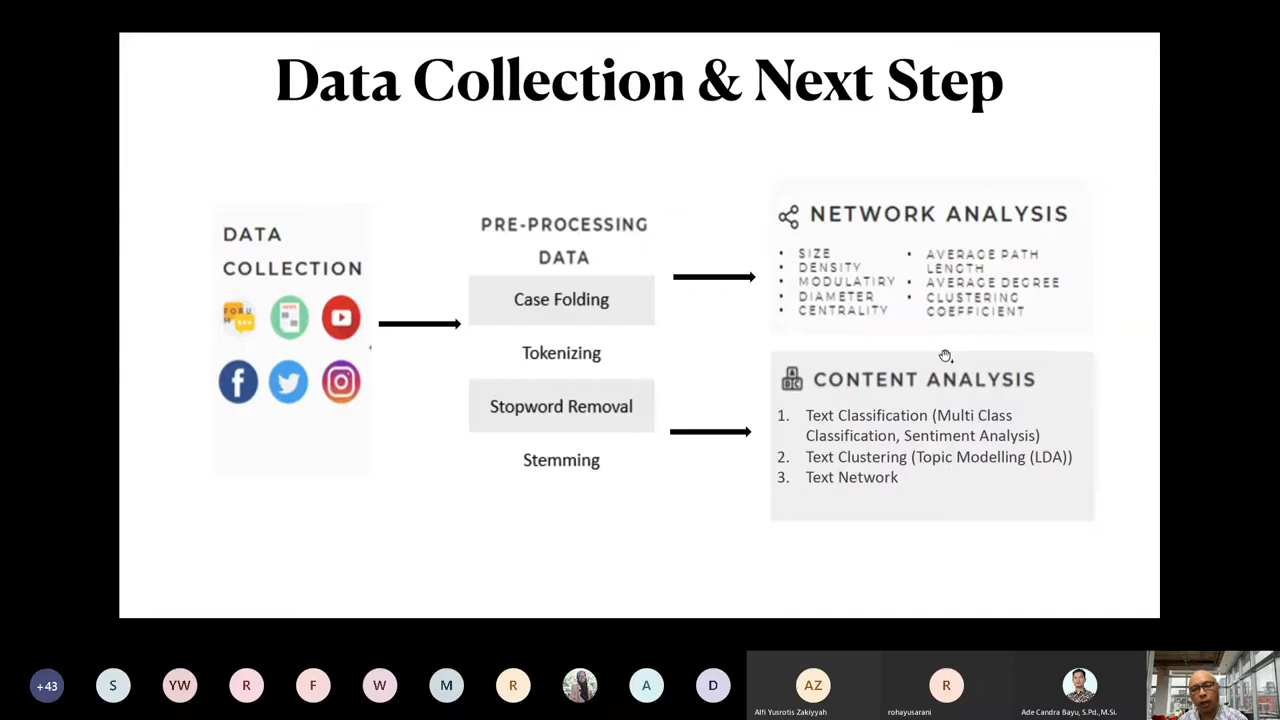 Data Collection & Next Step
DATA
COLLECTION
FORU
M
NEWS
PRE-PROCESSING
DATA
Case Folding
Tokenizing
Stopword Removal
Stemming
NETWORK ANALYSIS
• SIZE
• DENSITY
• MODULATIRY
• DIAMETER
• CENTRALITY
• AVERAGE PATH
LENGTH
• AVERAGE DEGREE
• CLUSTERING
COEFFICIENT
CONTENT ANALYSIS
1. Text Classification (Multi Class
Classification, Sentiment Analysis)
2. Text Clustering (Topic Modelling (LDA))
3. Text Network
+43
S
YW
R
F
W
M
R
A
D
AZ
Alfi Yusrotis Zakiyyah
R
rohayusarani
Ade Candra Bayu, S.Pd.,M.Si.